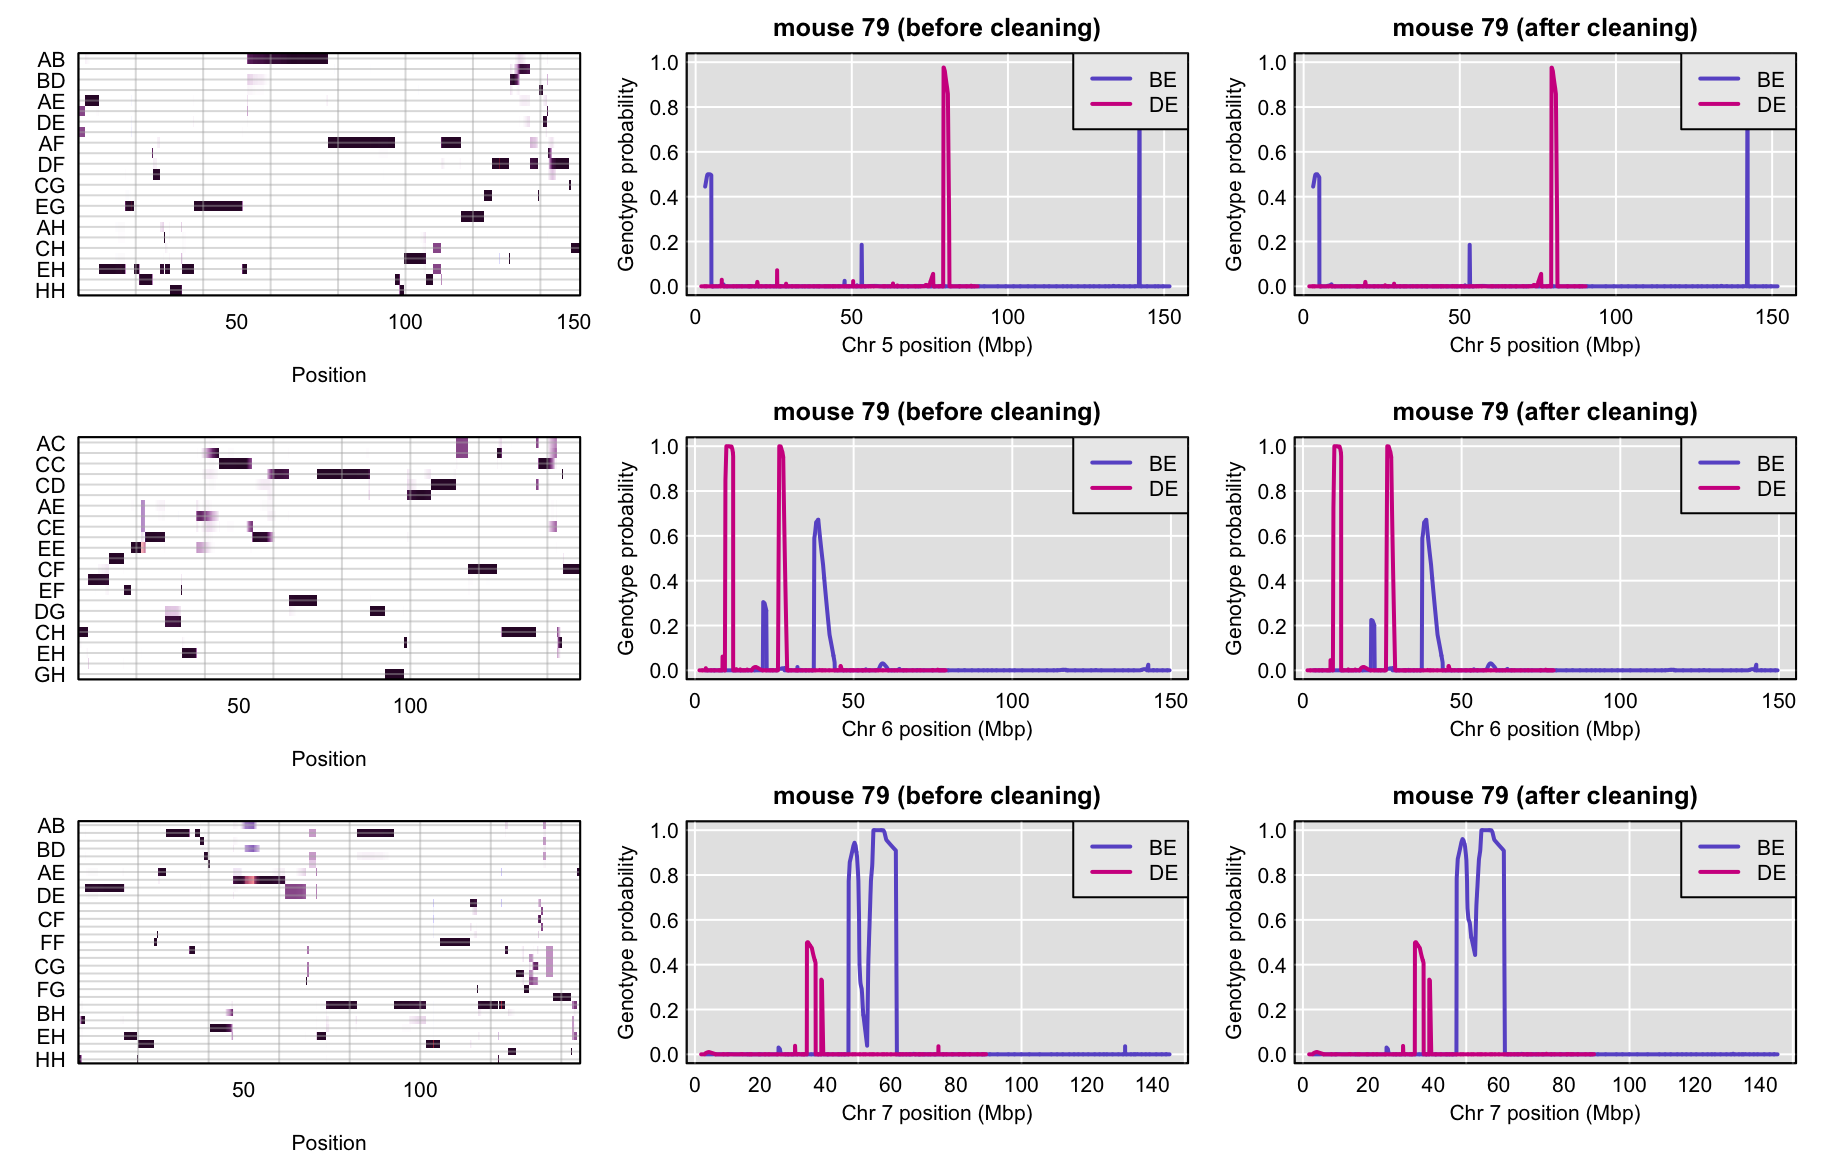 AB
BD
AE
DE
AF
DF
CG
EG
AH
CH
EH
HH
50
100
150
Position
mouse 79 (before cleaning)
Genotype probability
1.0
0.8
0.6
0.4
0.2
0.0
BE
DE
0
50
100
150
Chr 5 position (Mbp)
mouse 79 (after cleaning)
Genotype probability
1.0
0.8
0.6
0.4
0.2
0.0
BE
DE
0
50
100
150
Chr 5 position (Mbp)
AC
CC
CD
AE
CE
EE
CF
EF
DG
CH
EH
GH
50
100
Position
mouse 79 (before cleaning)
Genotype probability
1.0
0.8
0.6
0.4
0.2
0.0
BE
DE
0
50
100
150
Chr 6 position (Mbp)
mouse 79 (after cleaning)
Genotype probability
1.0
0.8
0.6
0.4
0.2
0.0
BE
DE
0
50
100
150
Chr 6 position (Mbp)
AB
BD
AE
DE
CF
FF
CG
FG
BH
EH
HH
50
100
Position
mouse 79 (before cleaning)
Genotype probability
1.0
0.8
0.6
0.4
0.2
0.0
BE
DE
0
20
40
60
80
100
120
140
Chr 7 position (Mbp)
mouse 79 (after cleaning)
Genotype probability
1.0
0.8
0.6
0.4
0.2
0.0
BE
DE
0
20
40
60
80
100
120
140
Chr 7 position (Mbp)